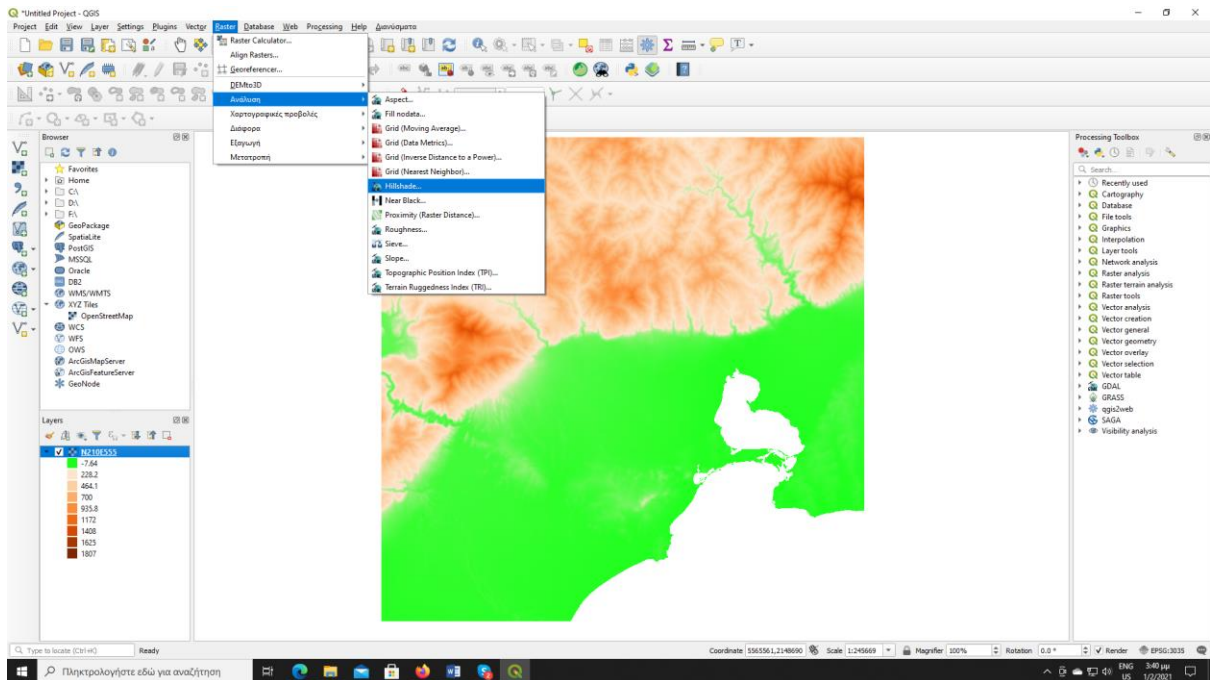 *Untitled Project - QGIS
Project Edit View Layer Settings Plugins Vector Raster Database Web Processing Help Διανύσματα
Raster Calculator...
Align Rasters...
Georeferencer...
DEMto3D
Ανάλυση
Χαρτογραφικές προβολές
Διάφορα
Εξαγωγή
Μετατροπή
Aspect...
Fill nodata...
Grid (Moving Average)...
Grid (Data Metrics)...
Grid (Inverse Distance to a Power)...
Grid (Nearest Neighbor)...
Hillshade...
Near Black...
Proximity (Raster Distance)...
Roughness...
Sieve...
Slope...
Topographic Position Index (TPI)...
Terrain Ruggedness Index (TRI)...
Browser
Favorites
Home
C:\
D:\
F:\
GeoPackage
SpatiaLite
PostGIS
MSSQL
Oracle
DB2
WMS/WMTS
XYZ Tiles
OpenStreetMap
WCS
WFS
OWS
ArcGisMapServer
ArcGisFeatureServer
GeoNode
Layers
N210E555
-7.64
228.2
464.1
700
935.8
1172
1408
1625
1807
Processing Toolbox
Search...
Recently used
Cartography
Database
File tools
Graphics
Interpolation
Layer tools
Network analysis
Raster analysis
Raster terrain analysis
Raster tools
Vector analysis
Vector creation
Vector general
Vector geometry
Vector overlay
Vector selection
Vector table
GDAL
GRASS
qgis2web
SAGA
Visibility analysis
Type to locate (Ctrl+K) Ready Coordinate 5565561,2148690 Scale 1:245669 Magnifier 100% Rotation 0.0 ° Render EPSG:3035
Πληκτρολογήστε εδώ για αναζήτηση
ENG 3:40 μμ
US 1/2/2021